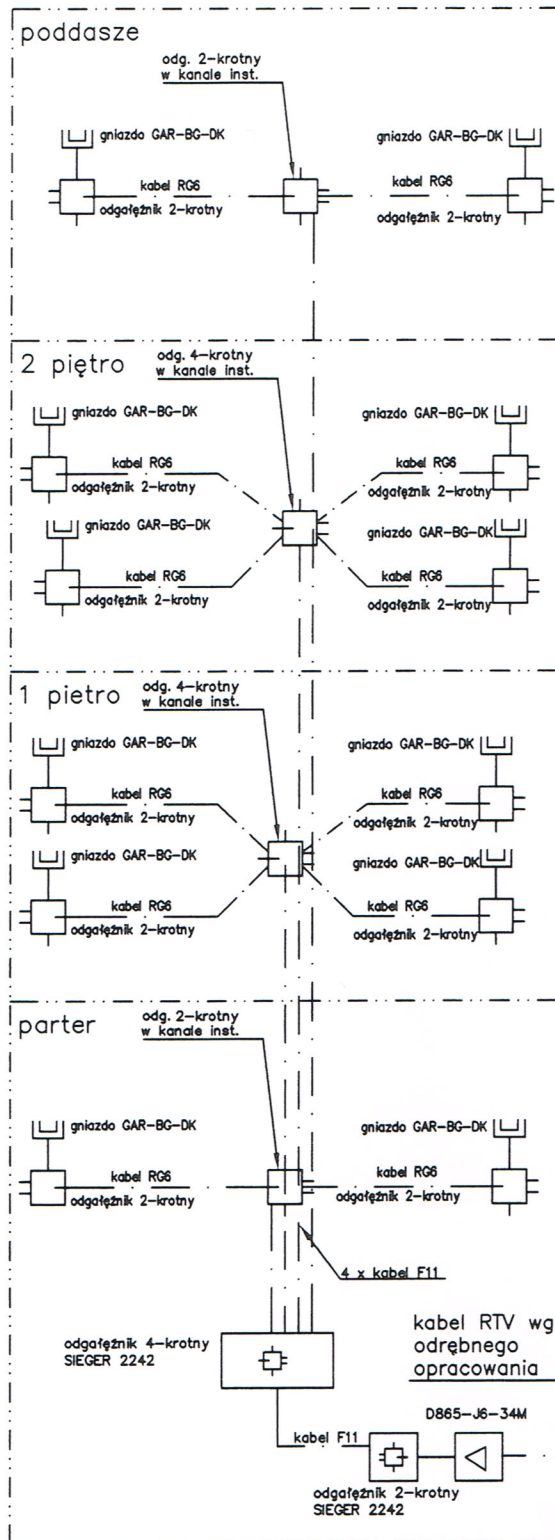 poddasze
odg. 2-krotny
w kanale inst.
gniazdo GAR-BG-DK
gniazdo GAR-BG-DK
kabel RG6
kabel RG6
odgałęźnik 2-krotny
odgałęźnik 2-krotny
2 piętro
odg. 4-krotny
w kanale inst.
gniazdo GAR-BG-DK
gniazdo GAR-BG-DK
kabel RG6
kabel RG6
odgałęźnik 2-krotny
odgałęźnik 2-krotny
gniazdo GAR-BG-DK
gniazdo GAR-BG-DK
kabel RG6
kabel RG6
odgałęźnik 2-krotny
odgałęźnik 2-krotny
1 pietro
odg. 4-krotny
w kanale inst.
gniazdo GAR-BG-DK
gniazdo GAR-BG-DK
kabel RG6
kabel RG6
odgałęźnik 2-krotny
odgałęźnik 2-krotny
gniazdo GAR-BG-DK
gniazdo GAR-BG-DK
kabel RG6
kabel RG6
odgałęźnik 2-krotny
odgałęźnik 2-krotny
parter
odg. 2-krotny
w kanale inst.
gniazdo GAR-BG-DK
gniazdo GAR-BG-DK
kabel RG6
kabel RG6
odgałęźnik 2-krotny
odgałęźnik 2-krotny
4 x kabel F11
odgałęźnik 4-krotny
SIEGER 2242
kabel RTV wg
odrębnego
opracowania
D865-J6-34M
kabel F11
odgałęźnik 2-krotny
SIEGER 2242